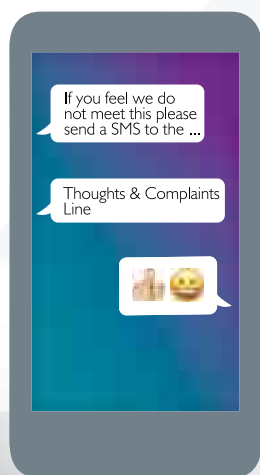 If you feel we do
not meet this please
send a SMS to the ...
Thoughts & Complaints
Line